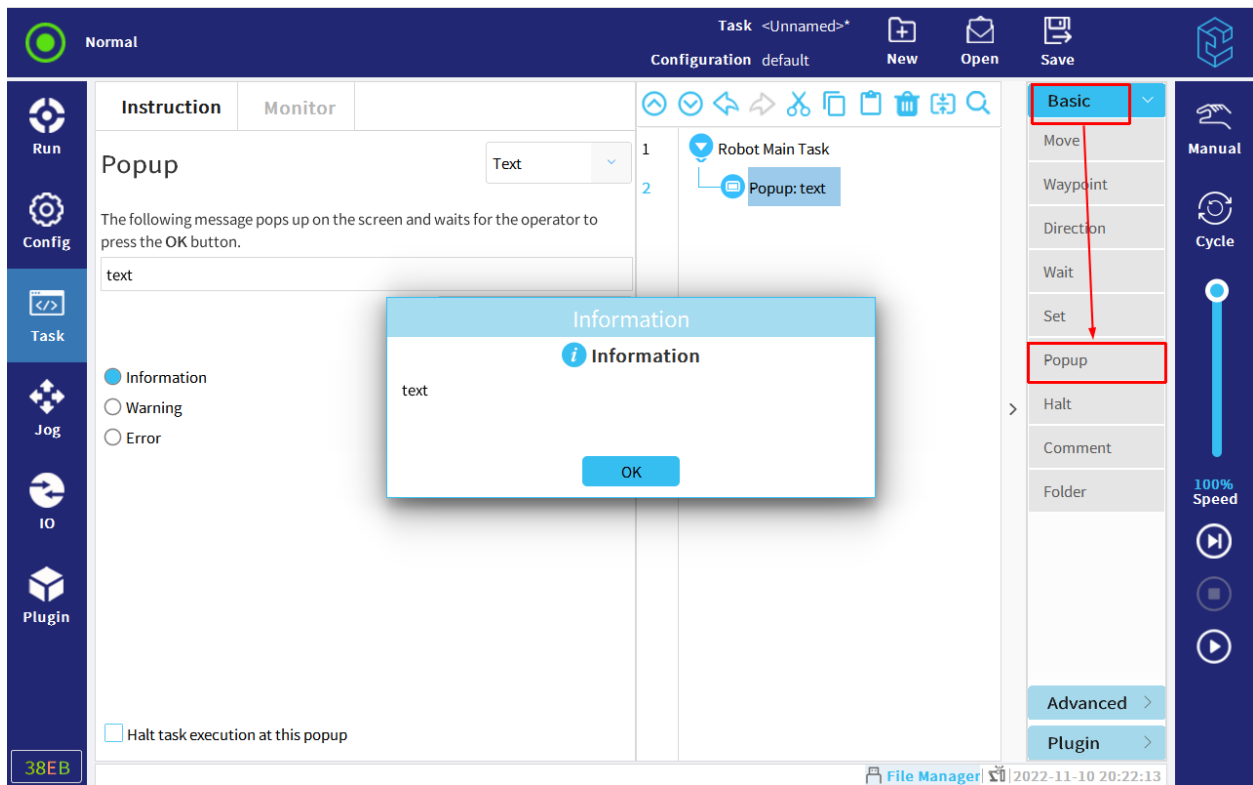 Normal
Task <Unnamed>*
Configuration default
New
Open
Save
Run
Config
Task
Jog
IO
Plugin
38EB
Instruction
Monitor
Popup
Text
The following message pops up on the screen and waits for the operator to
press the OK button.
text
Information
Warning
Error
Halt task execution at this popup
1
Robot Main Task
2
Popup: text
Information
Information
text
OK
Basic
Move
Waypoint
Direction
Wait
Set
Popup
Halt
Comment
Folder
Advanced
Plugin
Manual
Cycle
100%
Speed
File Manager
2022-11-10 20:22:13